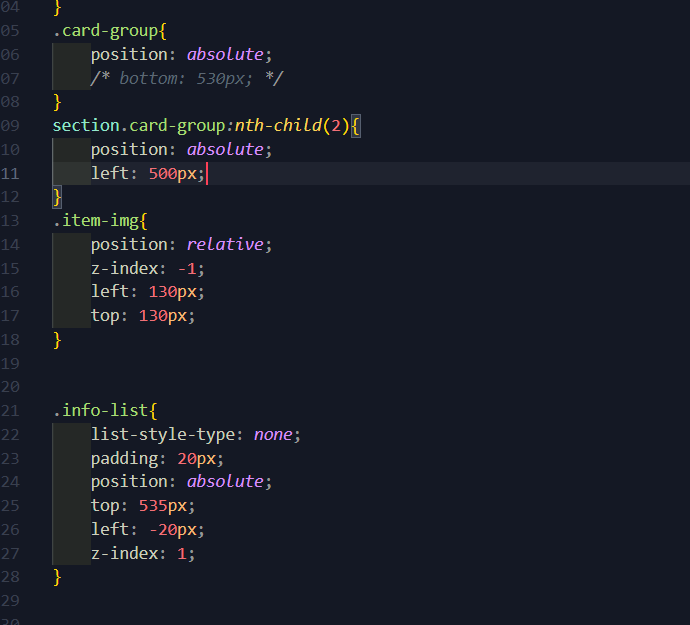 04 }
05 .card-group{
06 position: absolute;
07 /* bottom: 530px; */
08 }
09 section.card-group:nth-child(2){
10 position: absolute;
11 left: 500px;
12 }
13 .item-img{
14 position: relative;
15 z-index: -1;
16 left: 130px;
17 top: 130px;
18 }
19
20
21 .info-list{
22 list-style-type: none;
23 padding: 20px;
24 position: absolute;
25 top: 535px;
26 left: -20px;
27 z-index: 1;
28 }
29
30